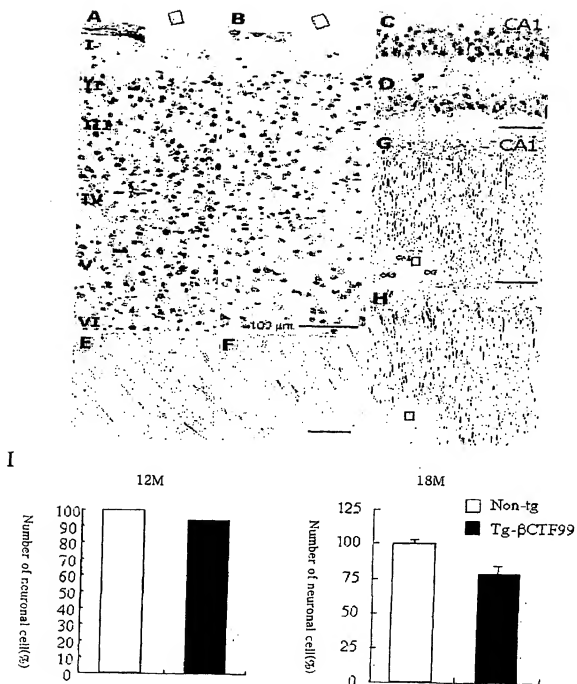 A
B
C
CA1
I
II
III
D
G
CA1
IV
V
VI
100 µm
H
E
F
I
12M
18M
Non-tg
Tg-βCTF99
Number of neuronal cell(%)
100
90
80
70
60
50
40
30
20
10
0
Number of neuronal cell(%)
125
100
75
50
25
0